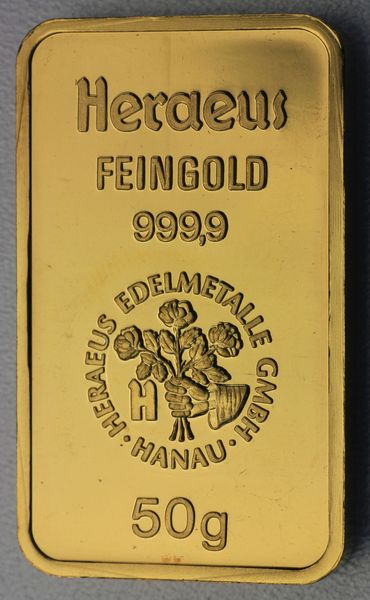 Heraeus
FEINGOLD
999,9
HERAEUS EDELMETALLE GMBH
H
· HANAU ·
50g